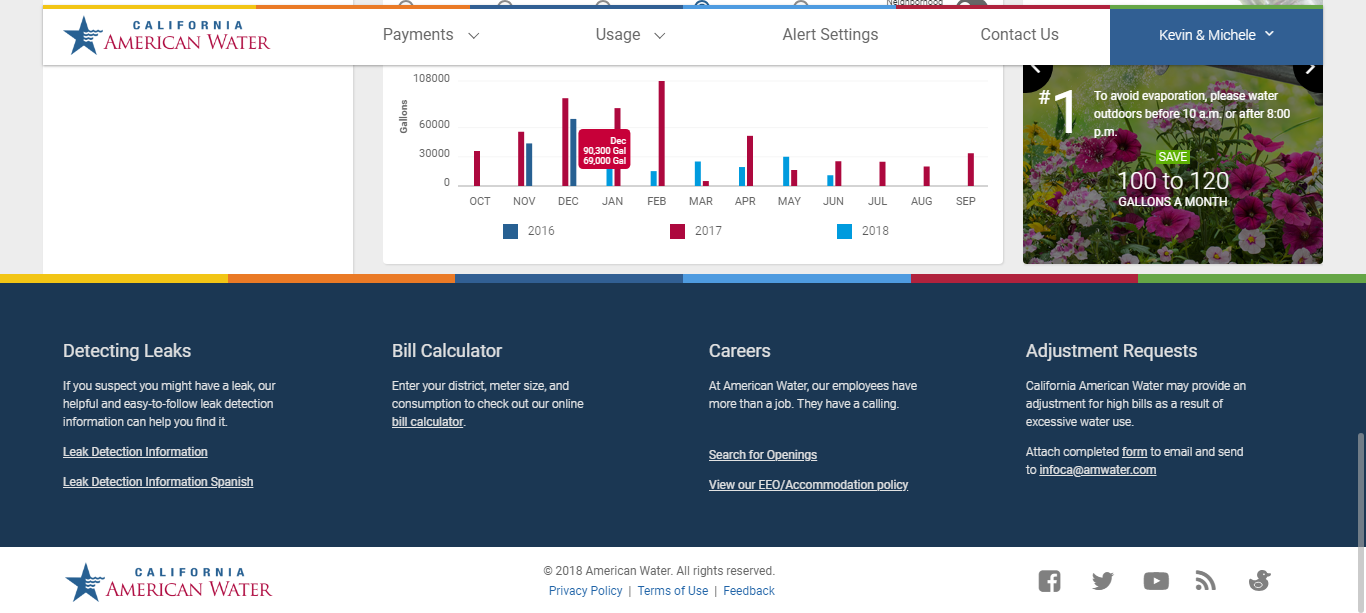 Neighborhood
CALIFORNIA
AMERICAN WATER
Payments
Usage
Alert Settings
Contact Us
Kevin & Michele
108000
60000
30000
0
Gallons
Dec
90,300 Gal
69,000 Gal
OCT NOV DEC JAN FEB MAR APR MAY JUN JUL AUG SEP
2016 2017 2018
#1
To avoid evaporation, please water
outdoors before 10 a.m. or after 8:00
p.m.
SAVE
100 to 120
GALLONS A MONTH
Detecting Leaks
If you suspect you might have a leak, our
helpful and easy-to-follow leak detection
information can help you find it.
Leak Detection Information
Leak Detection Information Spanish
Bill Calculator
Enter your district, meter size, and
consumption to check out our online
bill calculator.
Careers
At American Water, our employees have
more than a job. They have a calling.
Search for Openings
View our EEO/Accommodation policy
Adjustment Requests
California American Water may provide an
adjustment for high bills as a result of
excessive water use.
Attach completed form to email and send
to infoca@amwater.com
CALIFORNIA
AMERICAN WATER
© 2018 American Water. All rights reserved.
Privacy Policy | Terms of Use | Feedback